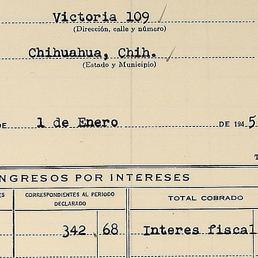 Victoria 109
(Dirección, calle y número)
Chihuahua, Chih.
(Estado y Municipio)
DE 1 de Enero DE 194 5
NGRESOS POR INTERESES
CORRESPONDIENTES AL PERIODO DECLARADO
TOTAL COBRADO
342 68 Interes fiscal